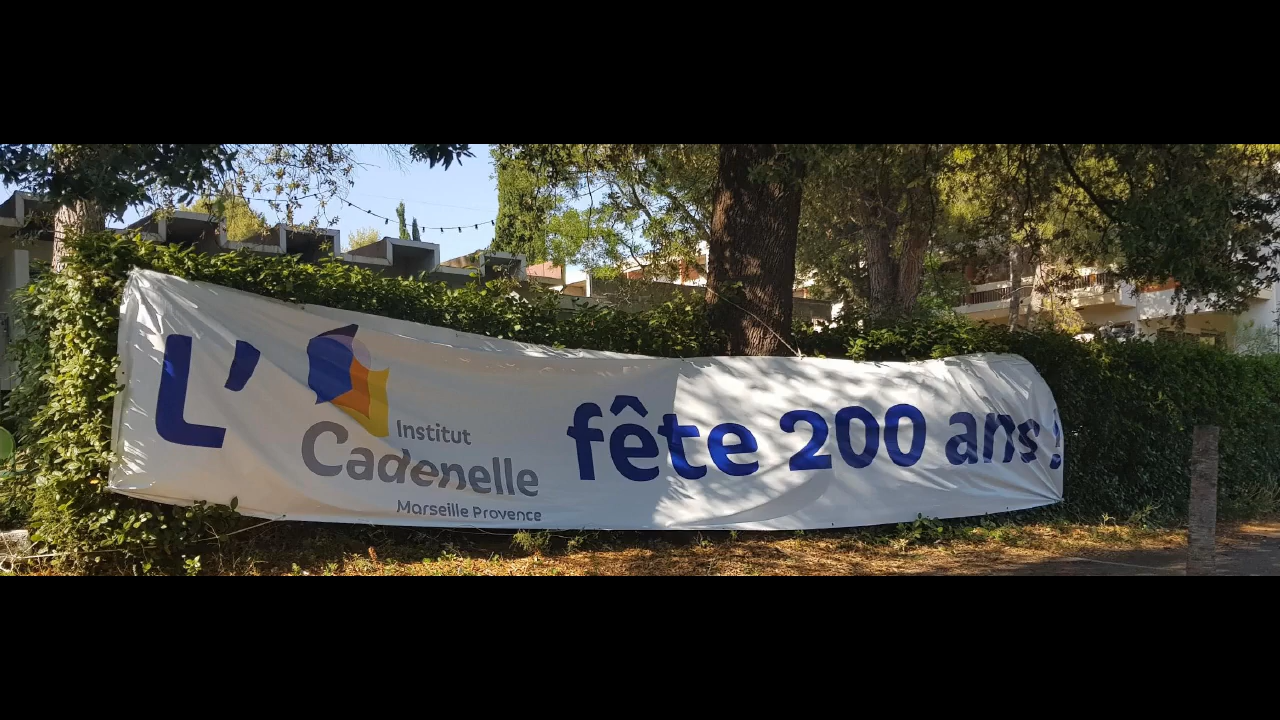 L'
Institut
Cadenelle
Marseille Provence
fête 200 ans !